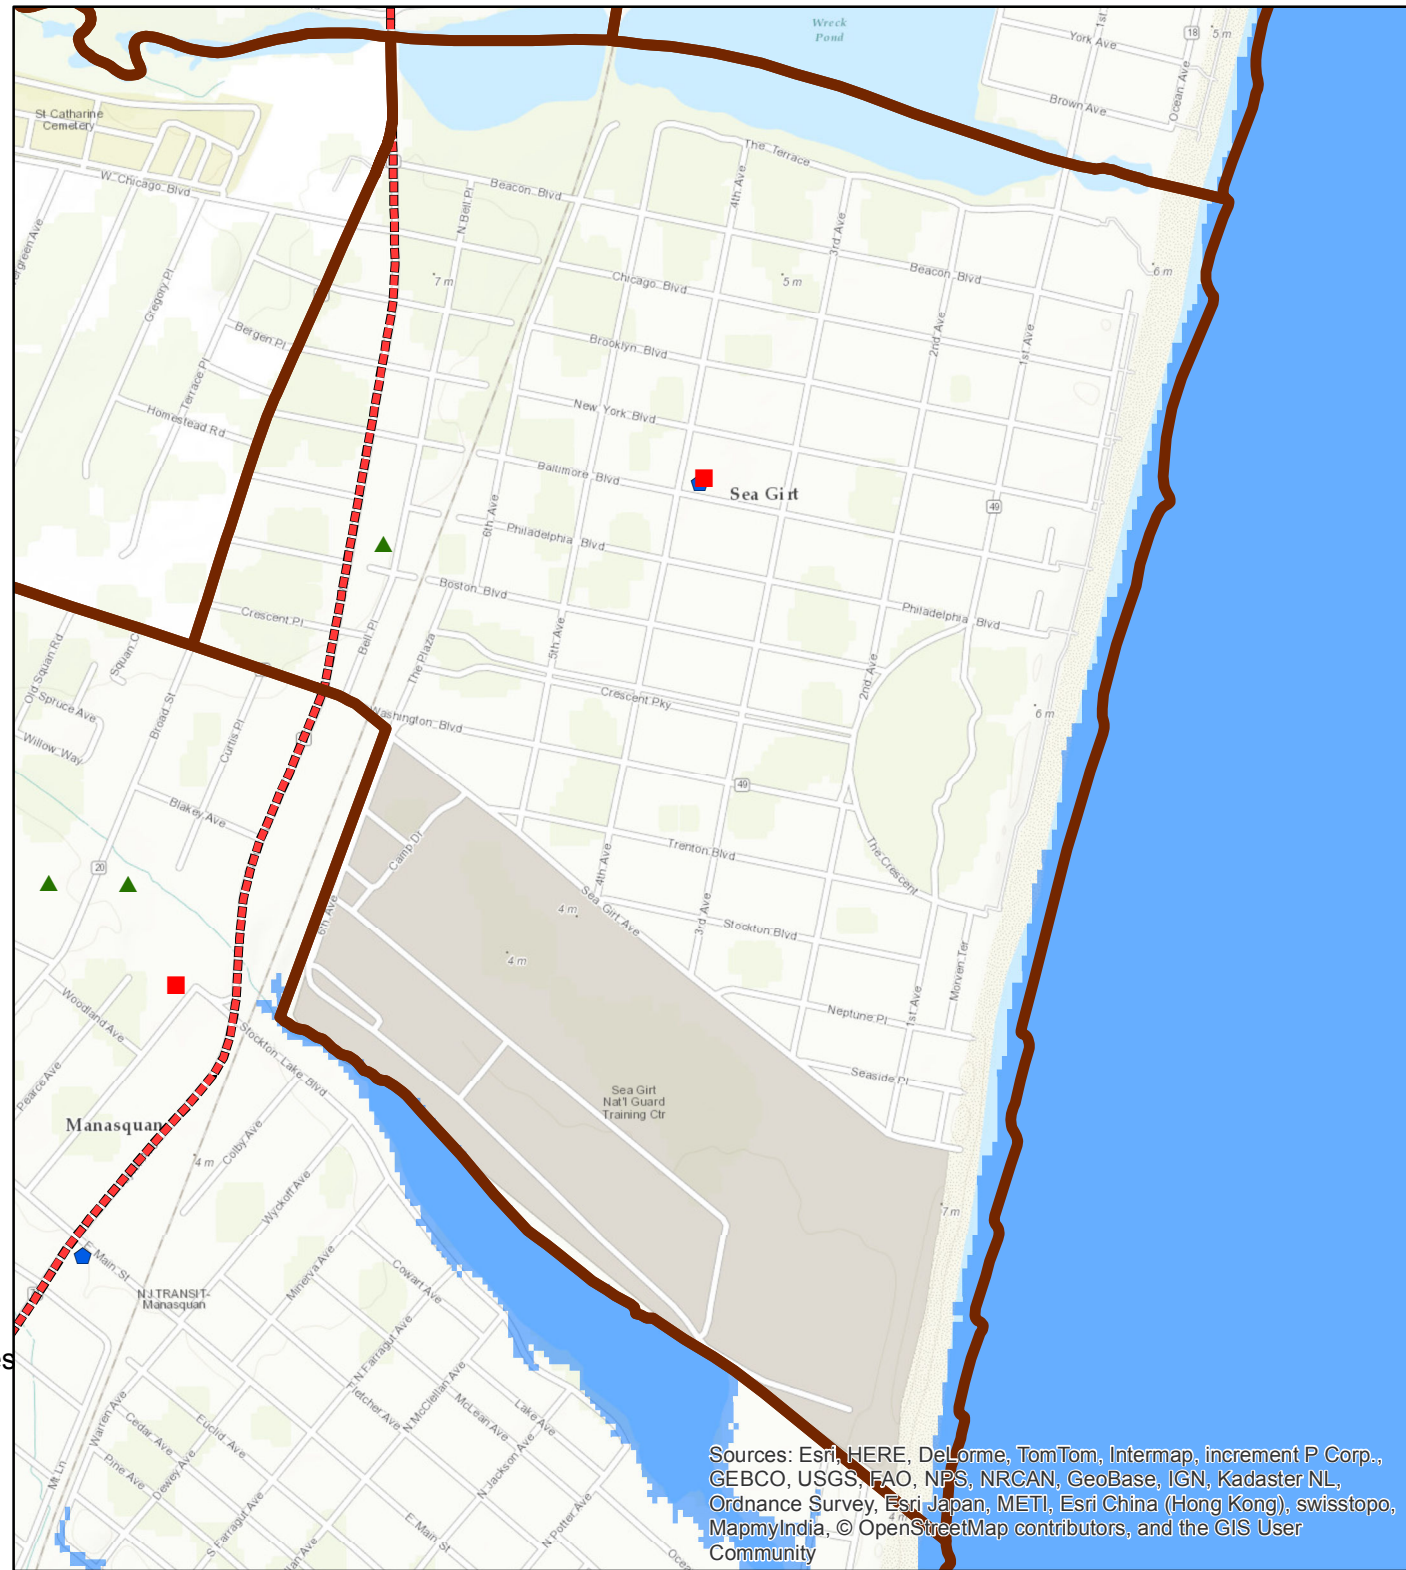 Wreck
Pond
18
5 m
1st
York Ave
Ocean Ave
Brown Ave
St Catharine
Cemetery
The Terrace
W Chicago Blvd
Beacon Blvd
4th Ave
N Bell Pl
3rd Ave
Gregory Pl
7 m
Chicago Blvd
5 m
Beacon Blvd
6 m
Bergen Pl
Brooklyn Blvd
2nd Ave
1st Ave
Terrace Pl
New York Blvd
Homestead Rd
Baltimore Blvd
Sea Girt
49
6th Ave
Philadelphia Blvd
Boston Blvd
Crescent Pl
Philadelphia Blvd
Bell Pl
5th Ave
Old Squan Rd
The Plaza
2nd Ave
Spruce Ave
Crescent Pky
Broad St
Washington Blvd
6 m
Willow Way
Curtis Pl
49
Blakey Ave
Camp Dr
Trenton Blvd
The Crescent
20
4th Ave
Sea Girt Ave
4 m
3rd Ave
Stockton Blvd
6th Ave
4 m
Morven Ter
Woodland Ave
1st Ave
Neptune Pl
Stockton Lake Blvd
Pearce Ave
Seaside Pl
Sea Girt
Nat'l Guard
Training Ctr
Manasquan
Colby Ave
4 m
Wyckoff Ave
7 m
E Main St
Minerva Ave
Cowart Ave
NJ TRANSIT-
Manasquan
N Farragut Ave
es
Fletcher Ave
N McClellan Ave
McLean Ave
Lake Ave
Warren Ave
Cedar Ave
Euclid Ave
Pine Ave
Dewey Ave
N Jackson Ave
Mt Ln
S Farragut Ave
E Main St
N Potter Ave
4 m
Sources: Esri, HERE, DeLorme, TomTom, Intermap, increment P Corp.,
GEBCO, USGS, FAO, NPS, NRCAN, GeoBase, IGN, Kadaster NL,
Ordnance Survey, Esri Japan, METI, Esri China (Hong Kong), swisstopo,
MapmyIndia, © OpenStreetMap contributors, and the GIS User
Community